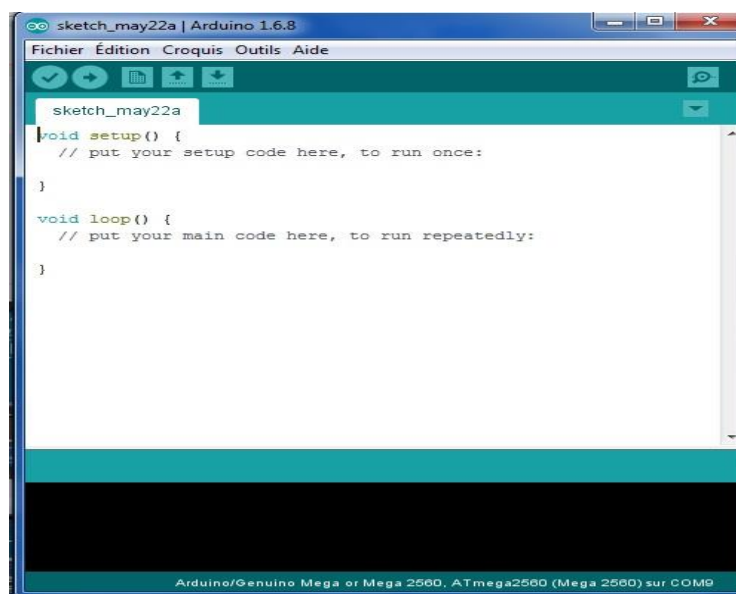 sketch_may22a | Arduino 1.6.8
Fichier Édition Croquis Outils Aide
sketch_may22a
void setup() {
// put your setup code here, to run once:
}
void loop() {
// put your main code here, to run repeatedly:
}
Arduino/Genuino Mega or Mega 2560, ATmega2560 (Mega 2560) sur COM9